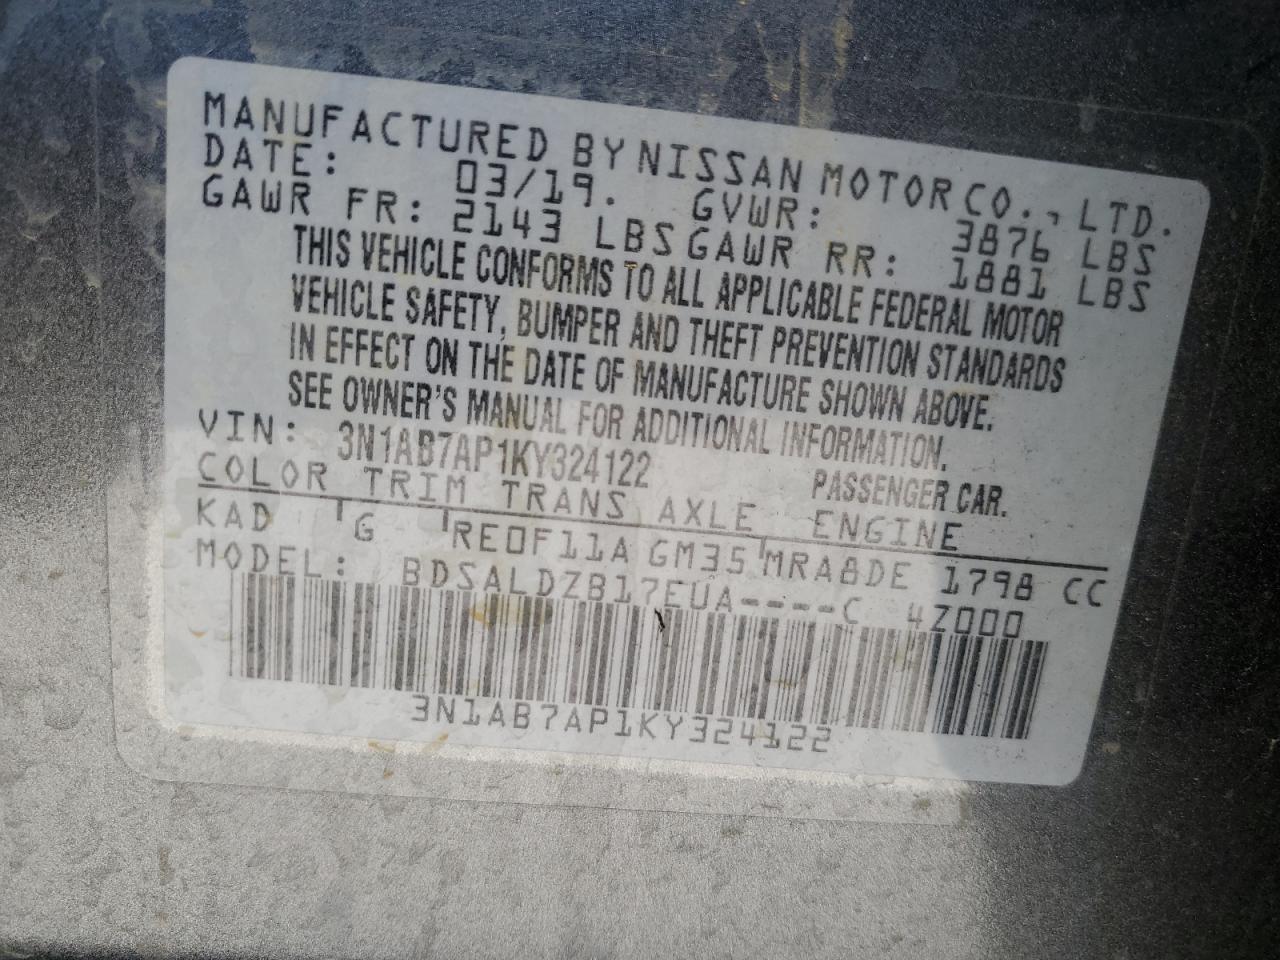 MANUFACTURED BY NISSAN MOTOR CO., LTD.
DATE: 03/19. GVWR: 3876 LBS
GAWR FR: 2143 LBS GAWR RR: 1881 LBS
THIS VEHICLE CONFORMS TO ALL APPLICABLE FEDERAL MOTOR
VEHICLE SAFETY, BUMPER AND THEFT PREVENTION STANDARDS
IN EFFECT ON THE DATE OF MANUFACTURE SHOWN ABOVE.
SEE OWNER'S MANUAL FOR ADDITIONAL INFORMATION.
VIN: 3N1AB7AP1KY324122 PASSENGER CAR.
COLOR TRIM TRANS AXLE ENGINE
KAD G RE0F11A GM35 MRA8DE 1798 CC
MODEL: BDSALDZB17EUA----C 4Z000
3N1AB7AP1KY324122